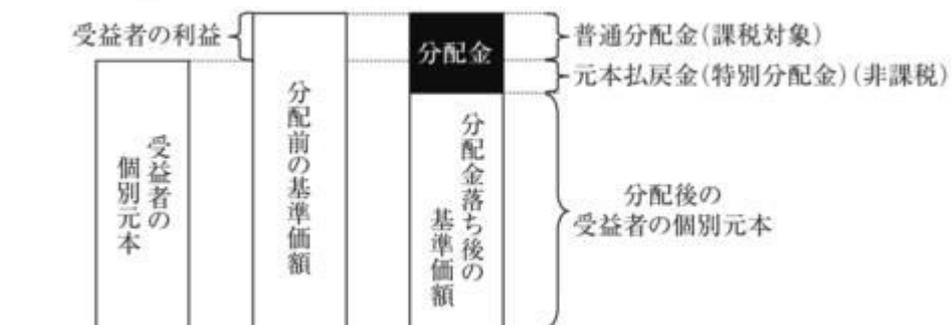 受益者の利益
分配金
普通分配金(課税対象)
元本払戻金(特別分配金)(非課税)
受益者の
個別元本
分配前の基準価額
分配金落ち後の
基準価額
分配後の
受益者の個別元本